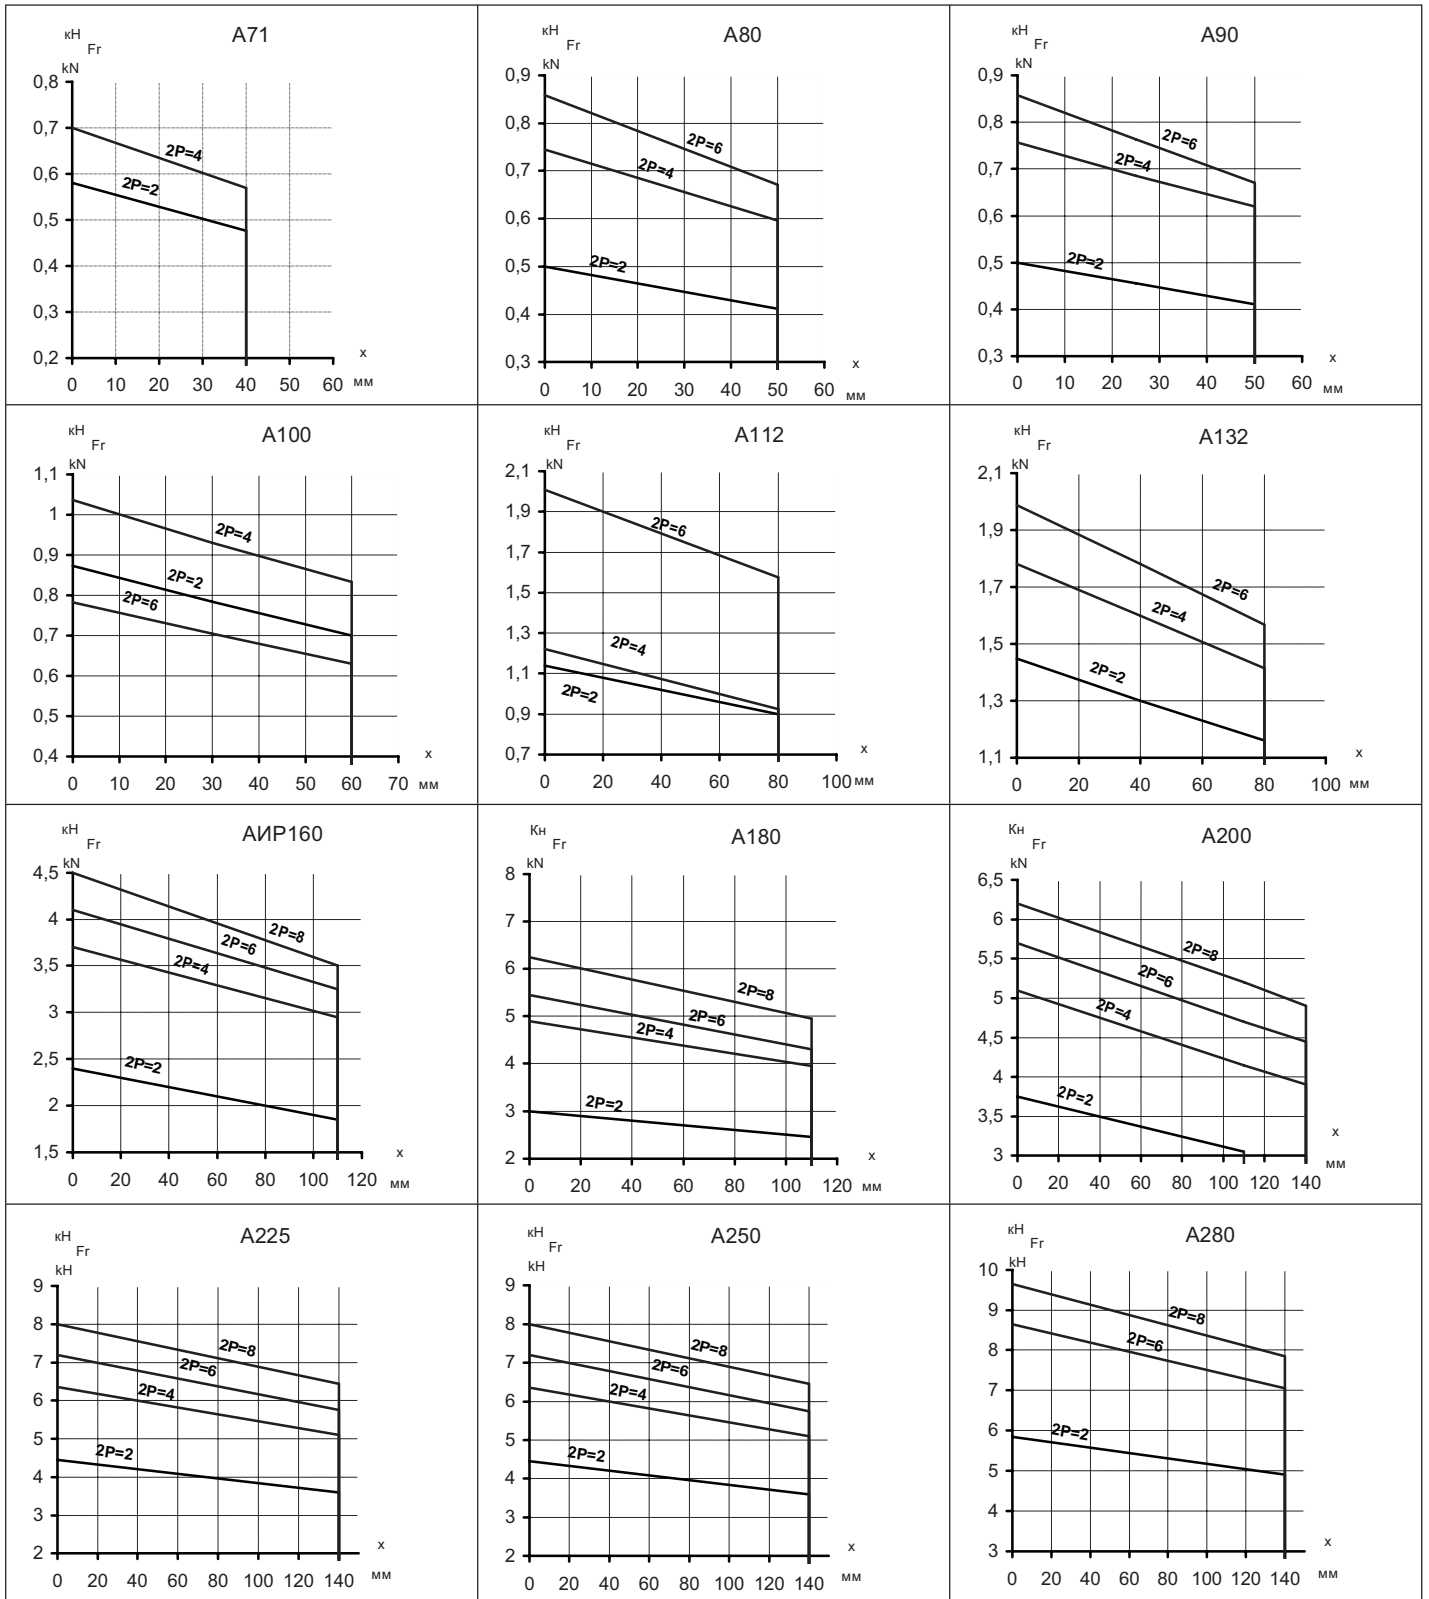 кН
Fr
kN
A71
0,8
0,7
0,6
0,5
0,4
0,3
0,2
2P=4
2P=2
0 10 20 30 40 50 60
x
мм
кН
Fr
kN
A80
0,9
0,8
0,7
0,6
0,5
0,4
0,3
2P=6
2P=4
2P=2
0 10 20 30 40 50 60
x
мм
кН
Fr
kN
A90
0,9
0,8
0,7
0,6
0,5
0,4
0,3
2P=6
2P=4
2P=2
0 10 20 30 40 50 60
x
мм
кН
Fr
kN
A100
1,1
1
0,9
0,8
0,7
0,6
0,5
0,4
2P=4
2P=2
2P=6
0 10 20 30 40 50 60 70
x
мм
кН
Fr
kN
A112
2,1
1,9
1,7
1,5
1,3
1,1
0,9
0,7
2P=6
2P=4
2P=2
0 20 40 60 80 100
x
мм
кН
Fr
kN
A132
2,1
1,9
1,7
1,5
1,3
1,1
2P=6
2P=4
2P=2
0 20 40 60 80 100
x
мм
кН
Fr
kN
АИР160
4,5
4
3,5
3
2,5
2
1,5
2P=8
2P=6
2P=4
2P=2
0 20 40 60 80 100 120
x
мм
Кн
Fr
kN
A180
8
7
6
5
4
3
2
2P=8
2P=6
2P=4
2P=2
0 20 40 60 80 100 120
x
мм
Кн
Fr
kN
A200
6,5
6
5,5
5
4,5
4
3,5
3
2P=8
2P=6
2P=4
2P=2
0 20 40 60 80 100 120 140
x
мм
кН
Fr
kH
A225
9
8
7
6
5
4
3
2
2P=8
2P=6
2P=4
2P=2
0 20 40 60 80 100 120 140
x
мм
кН
Fr
kH
A250
9
8
7
6
5
4
3
2
2P=8
2P=6
2P=4
2P=2
0 20 40 60 80 100 120 140
x
мм
кН
Fr
kH
A280
10
9
8
7
6
5
4
3
2P=8
2P=6
2P=2
0 20 40 60 80 100 120 140
x
мм